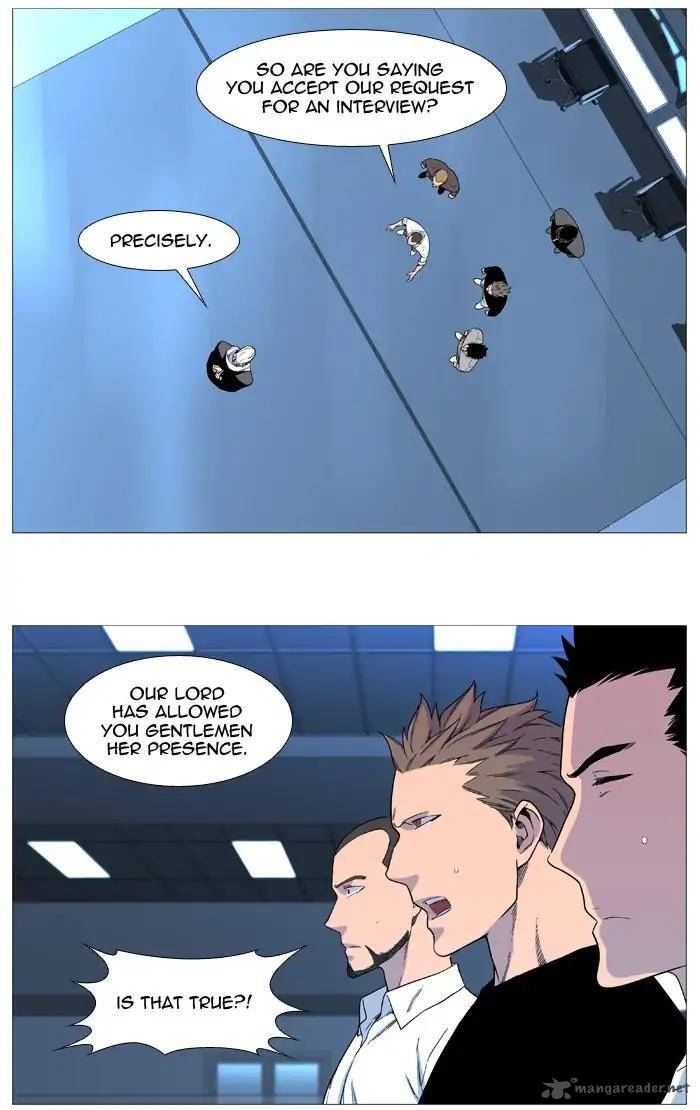 SO ARE YOU SAYING
YOU ACCEPT OUR REQUEST
FOR AN INTERVIEW?
PRECISELY.
OUR LORD
HAS ALLOWED
YOU GENTLEMEN
HER PRESENCE.
IS THAT TRUE?!
mangareader.net